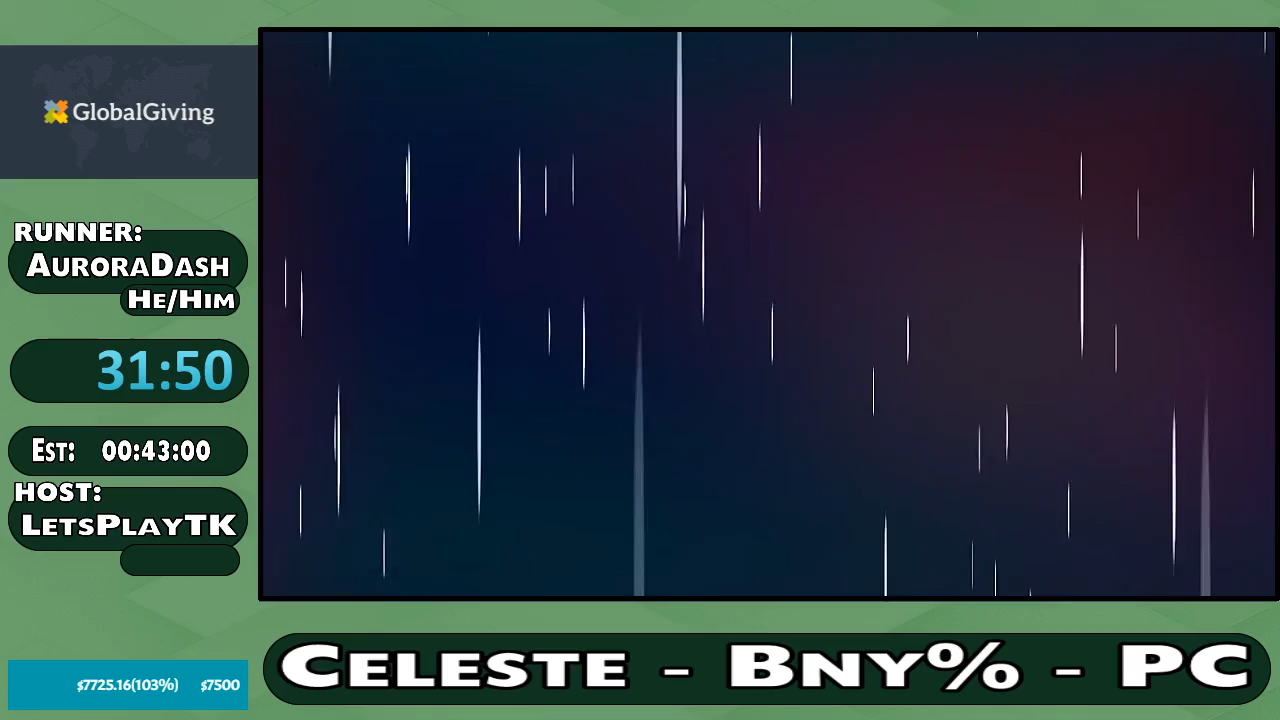 GlobalGiving
RUNNER:
AURORADASH
HE/HIM
31:50
EST: 00:43:00
HOST:
LETSPLAYTK
$7725.16(103%) $7500
CELESTE - BNY% - PC